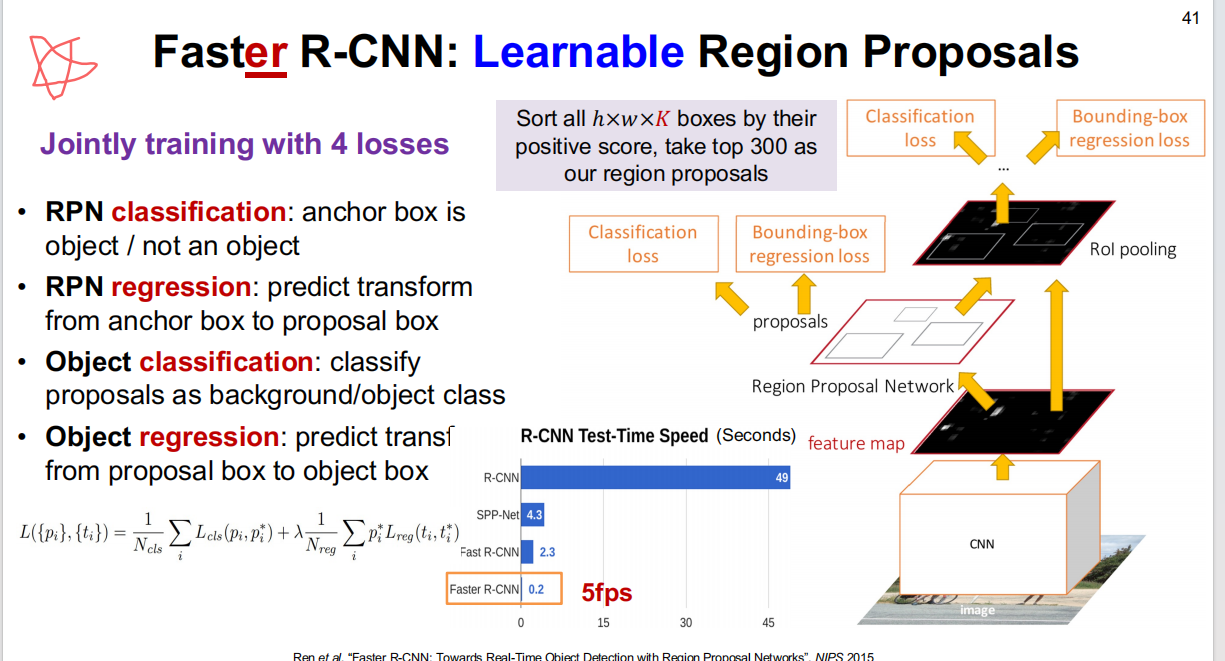 41
Faster R-CNN: Learnable Region Proposals
Jointly training with 4 losses
• RPN classification: anchor box is
object / not an object
• RPN regression: predict transform
from anchor box to proposal box
• Object classification: classify
proposals as background/object class
• Object regression: predict transf
from proposal box to object box
L({p_i}, {t_i}) = \frac{1}{N_{cls}} \sum_i L_{cls}(p_i, p_i^*) + λ \frac{1}{N_{reg}} \sum_i p_i^* L_{reg}(t_i, t_i^*)
Sort all h×w×K boxes by their
positive score, take top 300 as
our region proposals
Classification
loss
Bounding-box
regression loss
...
Classification
loss
Bounding-box
regression loss
RoI pooling
proposals
Region Proposal Network
feature map
CNN
image
R-CNN Test-Time Speed (Seconds)
R-CNN 49
SPP-Net 4.3
Fast R-CNN 2.3
Faster R-CNN 0.2
5fps
0 15 30 45
Ren et al, "Faster R-CNN: Towards Real-Time Object Detection with Region Proposal Networks", NIPS 2015